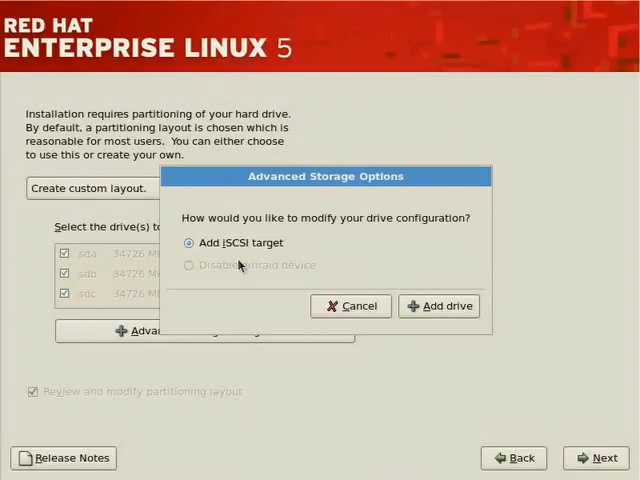 RED HAT
ENTERPRISE LINUX 5
Installation requires partitioning of your hard drive.
By default, a partitioning layout is chosen which is
reasonable for most users. You can either choose
to use this or create your own.
Create custom layout.
Select the drive(s) to
sda 34726 M
sdb 34726 M
sdc 34726 M
Advanced Storage Options
How would you like to modify your drive configuration?
Add iSCSI target
device
Cancel
Add drive
Review and modify partitioning layout
Release Notes
Back
Next